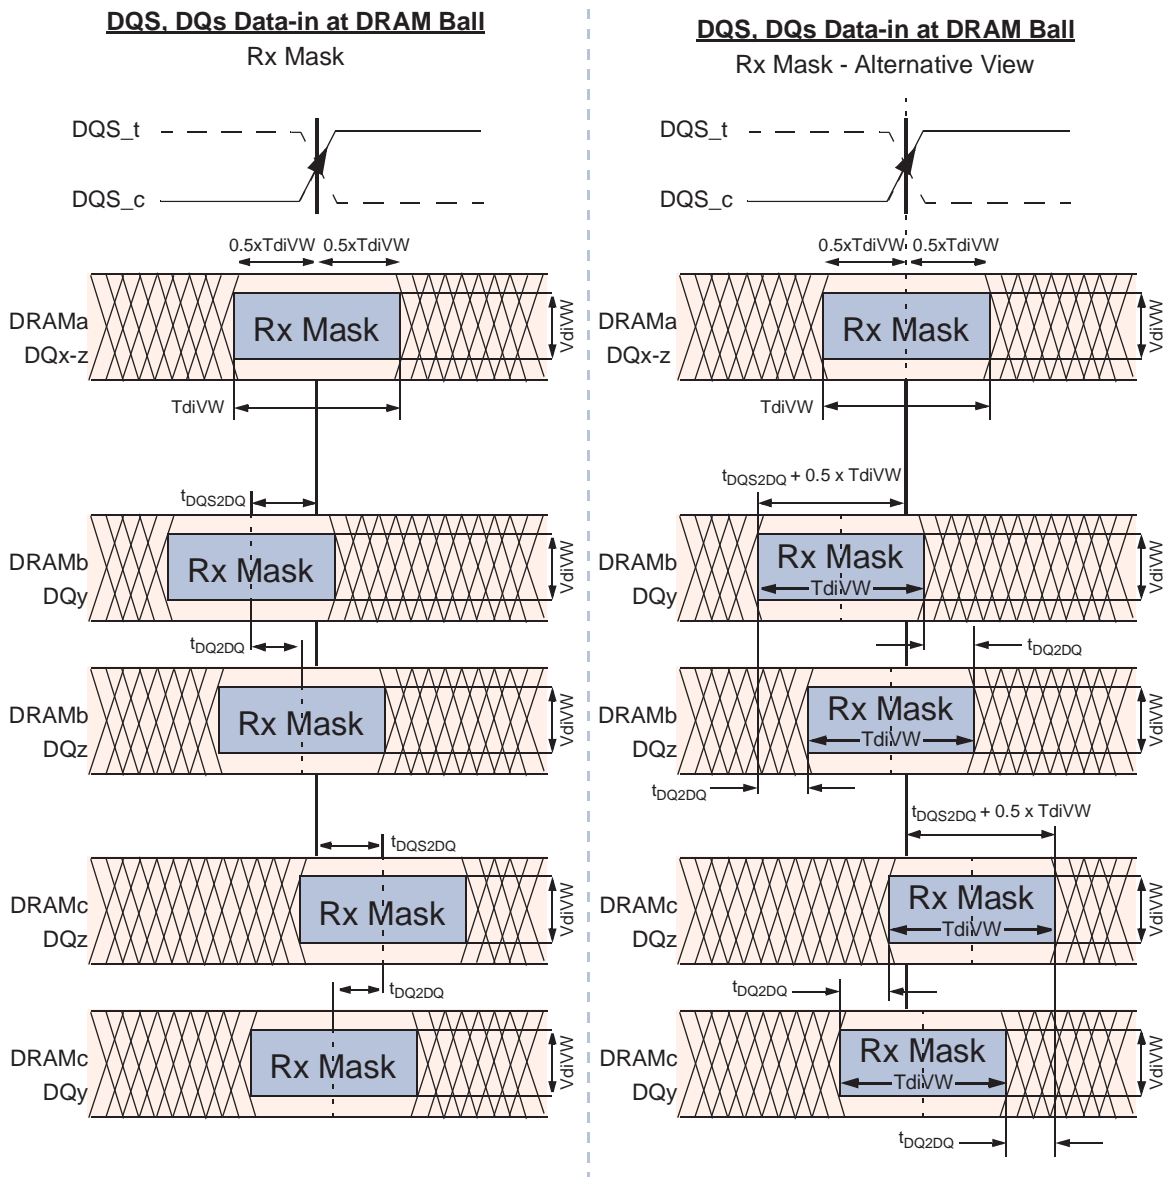 DQS, DQs Data-in at DRAM Ball
Rx Mask
DQS_t
DQS_c
0.5xTdiVW 0.5xTdiVW
DRAMa
DQx-z
Rx Mask
VdiVW
TdiVW
tDQS2DQ
DRAMb
DQy
Rx Mask
VdiVW
tDQ2DQ
DRAMb
DQz
Rx Mask
VdiVW
tDQS2DQ
DRAMc
DQz
Rx Mask
VdiVW
tDQ2DQ
DRAMc
DQy
Rx Mask
VdiVW
DQS, DQs Data-in at DRAM Ball
Rx Mask - Alternative View
DQS_t
DQS_c
0.5xTdiVW 0.5xTdiVW
DRAMa
DQx-z
Rx Mask
VdiVW
TdiVW
tDQS2DQ + 0.5 x TdiVW
DRAMb
DQy
Rx Mask
TdiVW
VdiVW
tDQ2DQ
DRAMb
DQz
Rx Mask
TdiVW
VdiVW
tDQ2DQ
tDQS2DQ + 0.5 x TdiVW
DRAMc
DQz
Rx Mask
TdiVW
VdiVW
tDQ2DQ
DRAMc
DQy
Rx Mask
TdiVW
VdiVW
tDQ2DQ